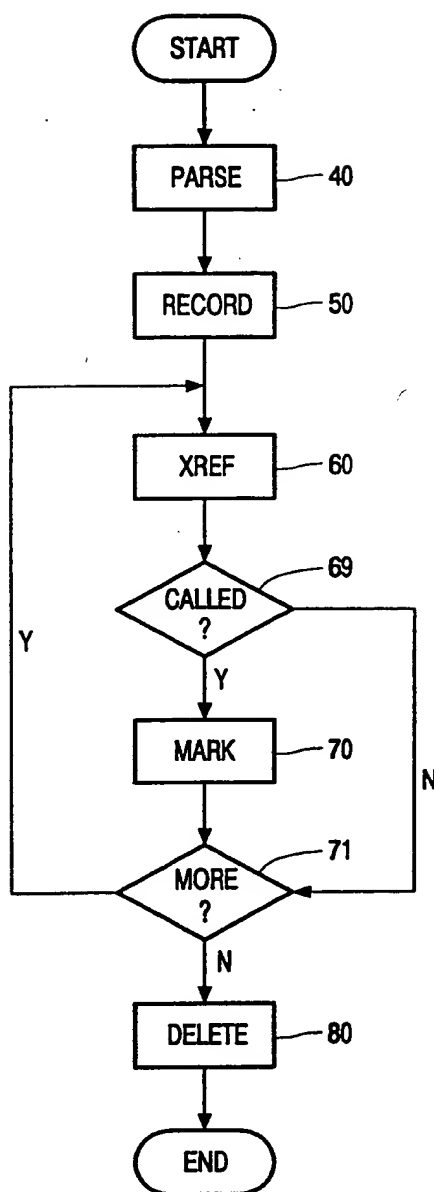 START
PARSE 40
RECORD 50
XREF 60
69
CALLED
?
Y
Y
MARK 70
N
71
MORE
?
N
DELETE 80
END